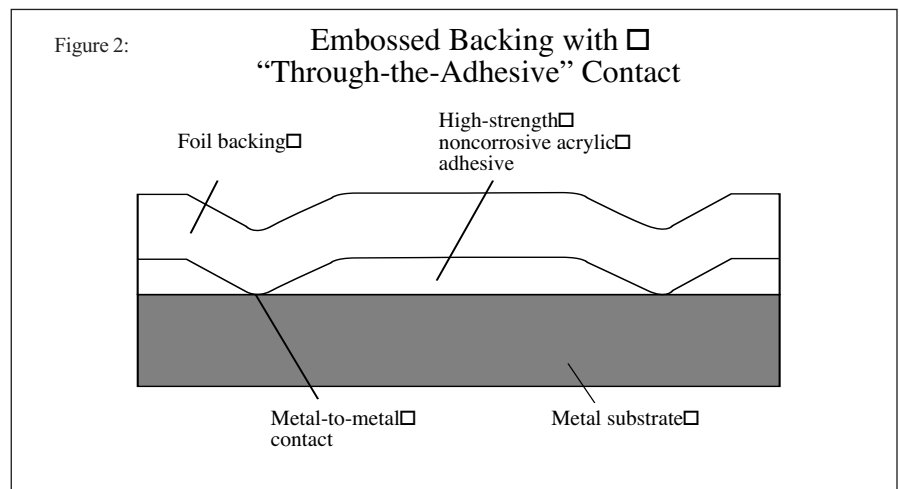 Figure 2:
Embossed Backing with □
“Through-the-Adhesive” Contact
Foil backing□
High-strength□
noncorrosive acrylic□
adhesive
Metal-to-metal□
contact
Metal substrate□